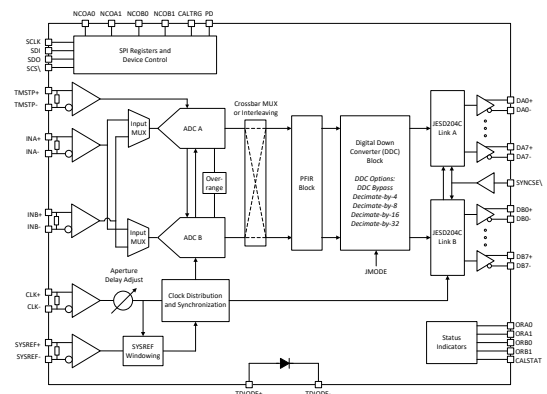 NCOA0 NCOA1 NCOB0 NCOB1 CALTRG PD
SCLK
SDI
SDO
SCS\
SPI Registers and
Device Control
TMSTP+
TMSTP-
INA+
INA-
Input
MUX
ADC A
Crossbar MUX
or Interleaving
Over-
range
INB+
INB-
Input
MUX
ADC B
PFIR
Block
Digital Down
Converter (DDC)
Block
DDC Options:
DDC Bypass
Decimate-by-4
Decimate-by-8
Decimate-by-16
Decimate-by-32
JMODE
JESD204C
Link A
JESD204C
Link B
DA0+
DA0-
DA7+
DA7-
SYNCSE\
DB0+
DB0-
DB7+
DB7-
Aperture
Delay Adjust
CLK+
CLK-
Clock Distribution
and Synchronization
SYSREF+
SYSREF-
SYSREF
Windowing
Status
Indicators
ORA0
ORA1
ORB0
ORB1
CALSTAT
TDIODE+ TDIODE-